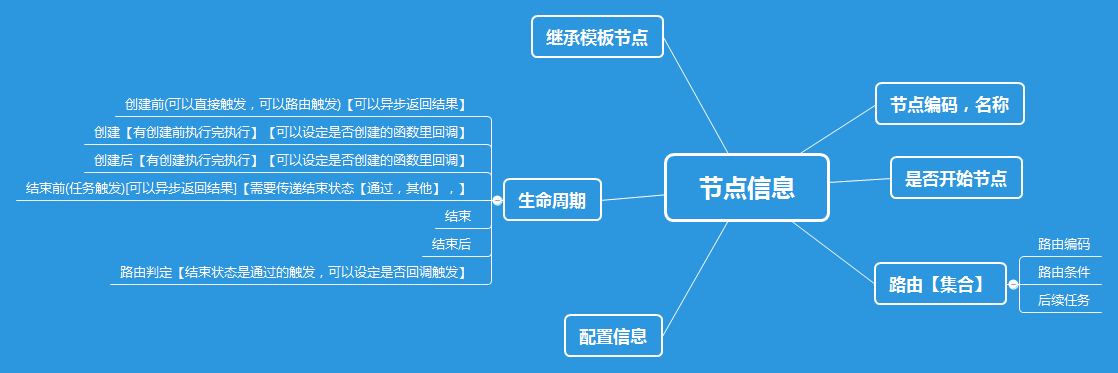 继承模板节点
节点编码，名称
是否开始节点
节点信息
路由【集合】
路由编码
路由条件
后续任务
配置信息
生命周期
创建前(可以直接触发，可以路由触发)【可以异步返回结果】
创建【有创建前执行完执行】【可以设定是否创建的函数里回调】
创建后【有创建执行完执行】【可以设定是否创建的函数里回调】
结束前(任务触发)[可以异步返回结果]【需要传递结束状态【通过，其他】，】
结束
结束后
路由判定【结束状态是通过的触发，可以设定是否回调触发】